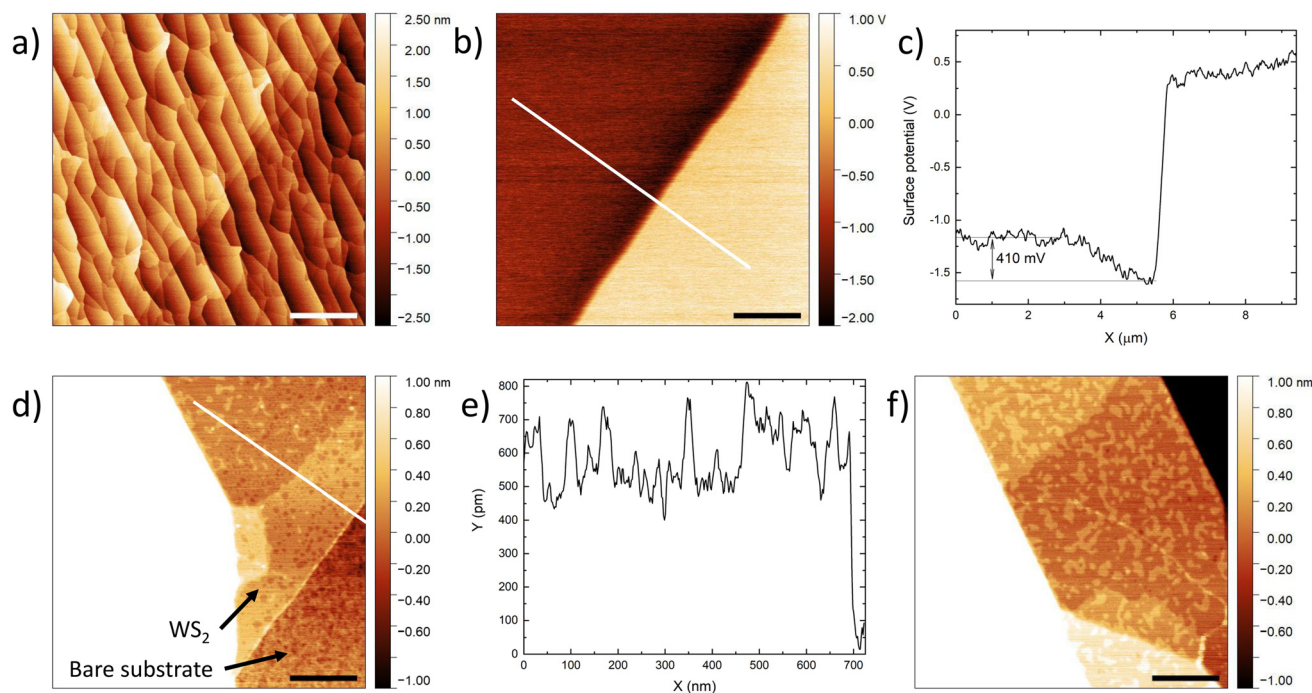 a)
2.50 nm
2.00
1.50
1.00
0.50
0.00
−0.50
−1.00
−1.50
−2.00
−2.50
b)
1.00 V
0.50
0.00
−0.50
−1.00
−1.50
−2.00
c)
Surface potential (V)
0.5
0.0
-0.5
-1.0
-1.5
410 mV
0 2 4 6 8
X (μm)
d)
WS2
Bare substrate
1.00 nm
0.80
0.60
0.40
0.20
0.00
−0.20
−0.40
−0.60
−0.80
−1.00
e)
Y (pm)
800
700
600
500
400
300
200
100
0
0 100 200 300 400 500 600 700
X (nm)
f)
1.00 nm
0.80
0.60
0.40
0.20
0.00
−0.20
−0.40
−0.60
−0.80
−1.00